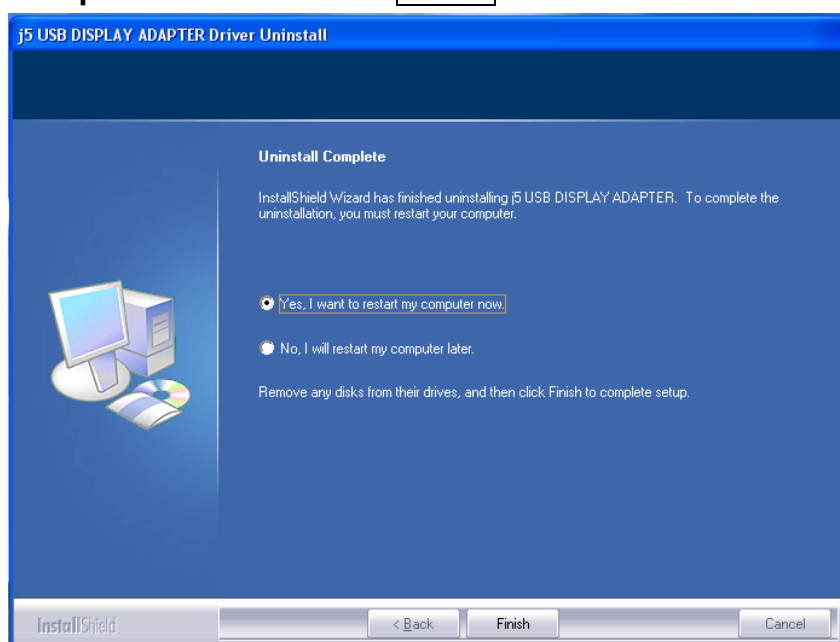 j5 USB DISPLAY ADAPTER Driver Uninstall
Uninstall Complete
InstallShield Wizard has finished uninstalling j5 USB DISPLAY ADAPTER. To complete the
uninstallation, you must restart your computer.
Yes, I want to restart my computer now.
No, I will restart my computer later.
Remove any disks from their drives, and then click Finish to complete setup.
InstallShield
< Back
Finish
Cancel